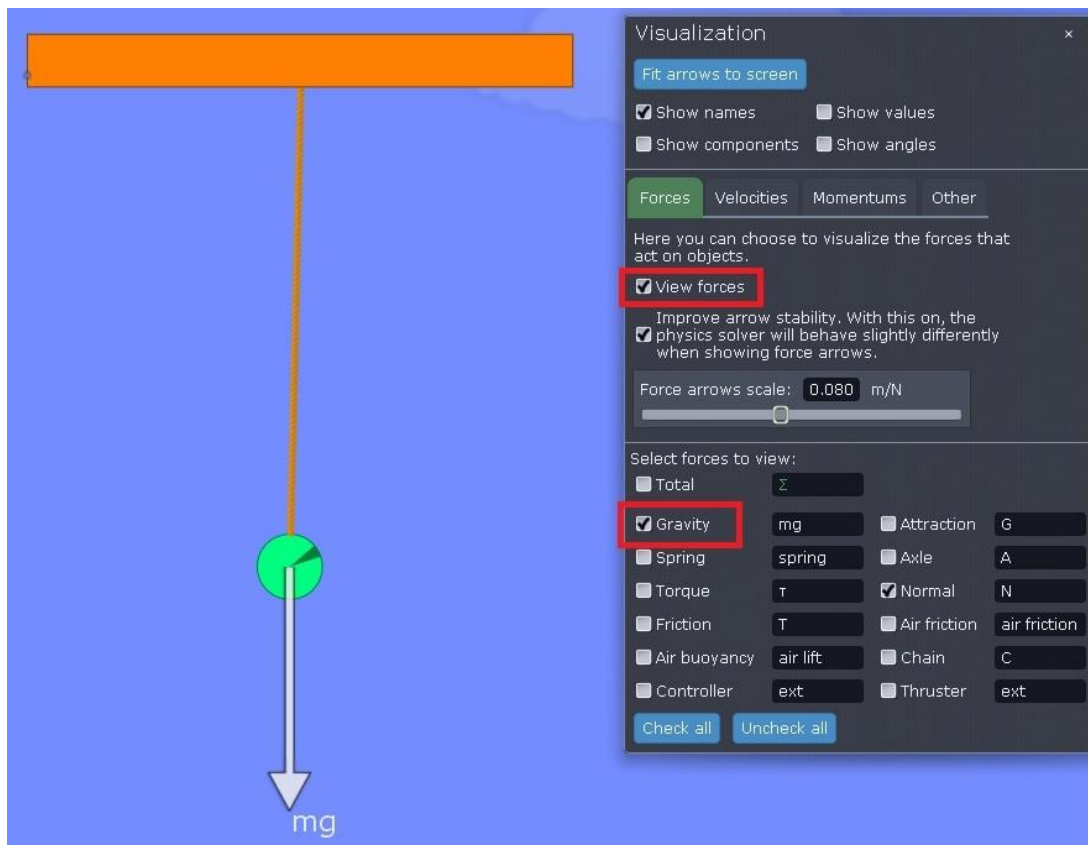 Visualization ×
Fit arrows to screen
Show names Show values
Show components Show angles
Forces Velocities Momentums Other
Here you can choose to visualize the forces that
act on objects.
View forces
Improve arrow stability. With this on, the
physics solver will behave slightly differently
when showing force arrows.
Force arrows scale: 0.080 m/N
Select forces to view:
Total Σ
Gravity mg Attraction G
Spring spring Axle A
Torque τ Normal N
Friction T Air friction air friction
Air buoyancy air lift Chain C
Controller ext Thruster ext
Check all Uncheck all
mg